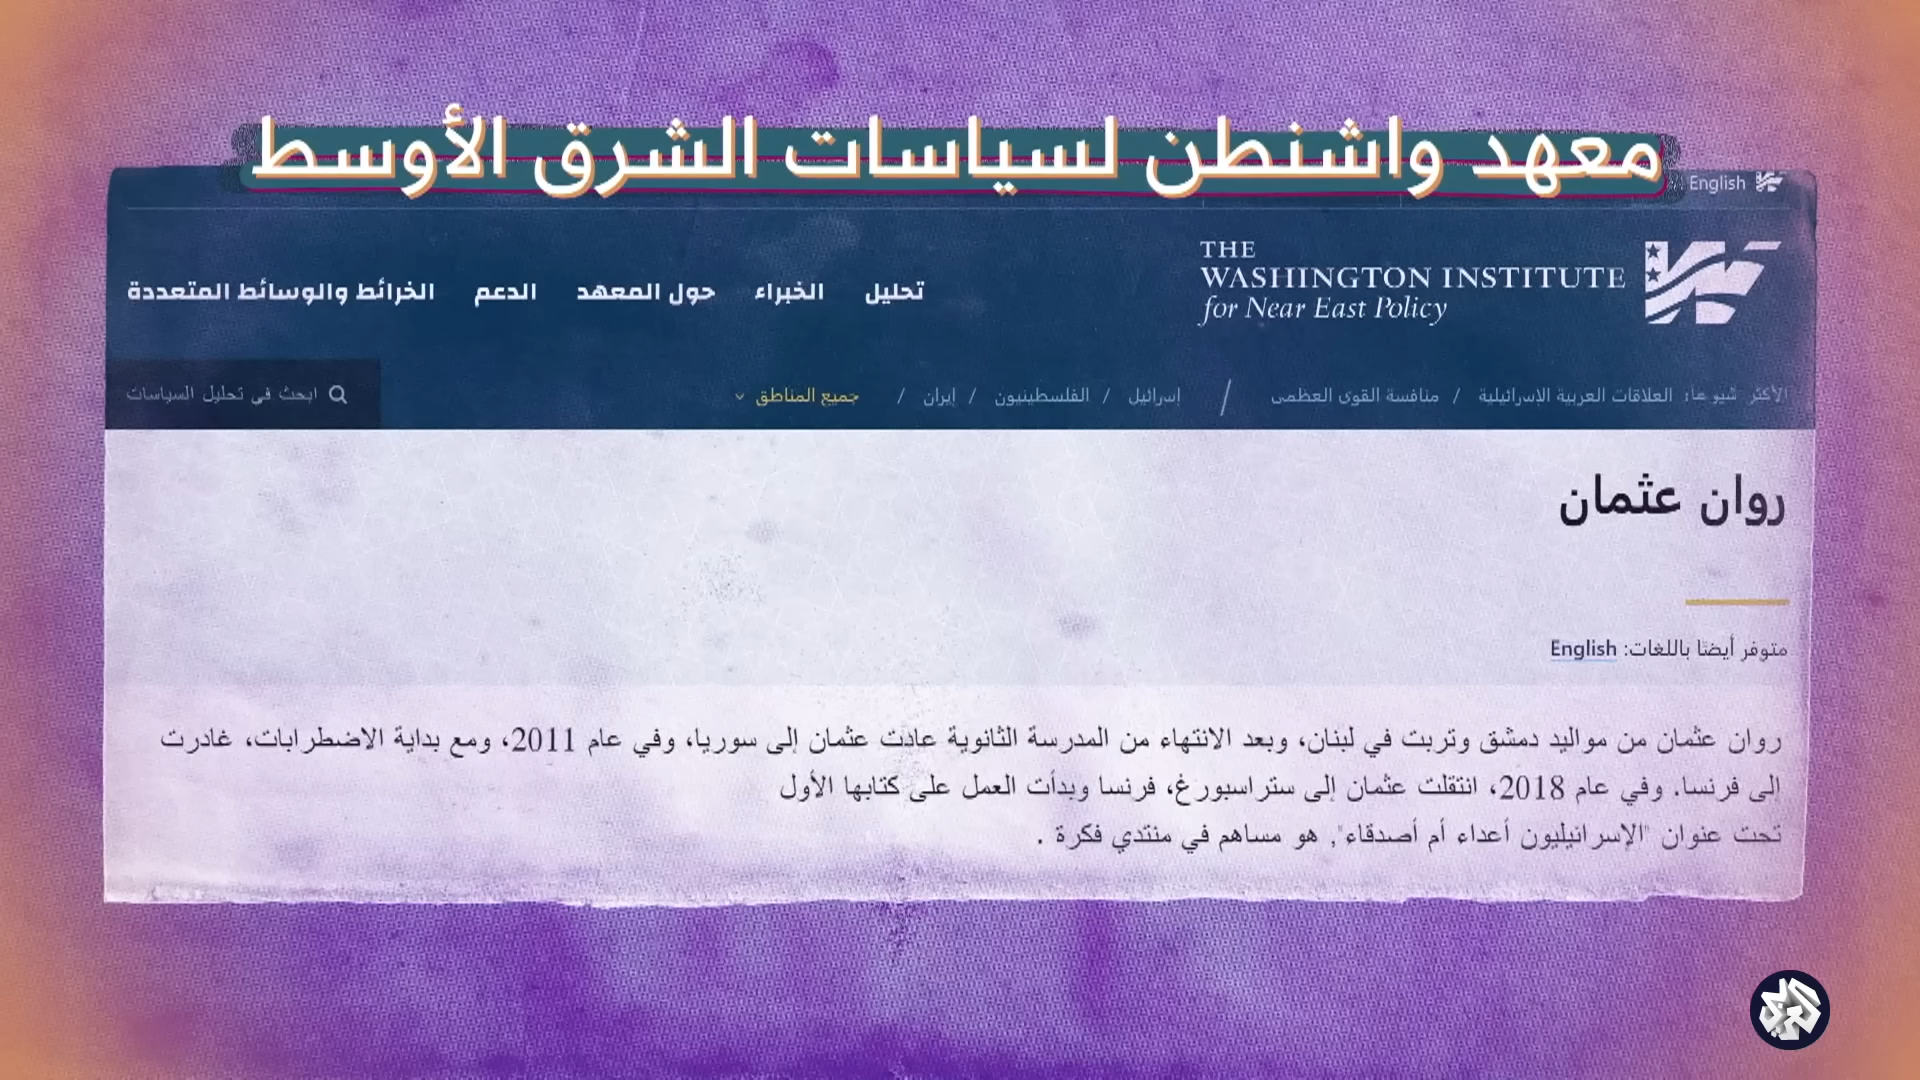 معهد واشنطن لسياسات الشرق الأوسط
English
THE
WASHINGTON INSTITUTE
for Near East Policy
تحليل الخبراء حول المعهد الدعم الخرائط والوسائط المتعددة
الأكثر شيوعا: العلاقات العربية الإسرائيلية / منافسة القوى العظمى / إسرائيل / الفلسطينيون / إيران / جميع المناطق
ابحث في تحليل السياسات
روان عثمان
متوفر أيضًا باللغات: English
روان عثمان من مواليد دمشق وتربت في لبنان، وبعد الانتهاء من المدرسة الثانوية عادت عثمان إلى سوريا، وفي عام 2011، ومع بداية الاضطرابات، غادرت
إلى فرنسا. وفي عام 2018، انتقلت عثمان إلى ستراسبورغ، فرنسا وبدأت العمل على كتابها الأول
تحت عنوان "الإسرائيليون أعداء أم أصدقاء", هو مساهم في منتدي فكرة .